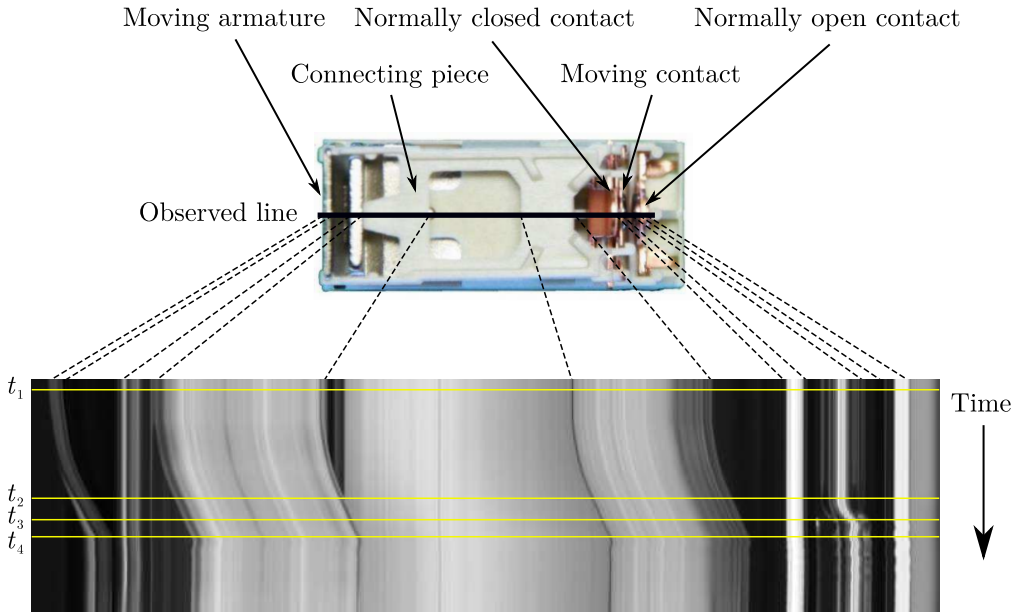 Moving armature
Normally closed contact
Normally open contact
Connecting piece
Moving contact
Observed line
t1
Time
t2
t3
t4